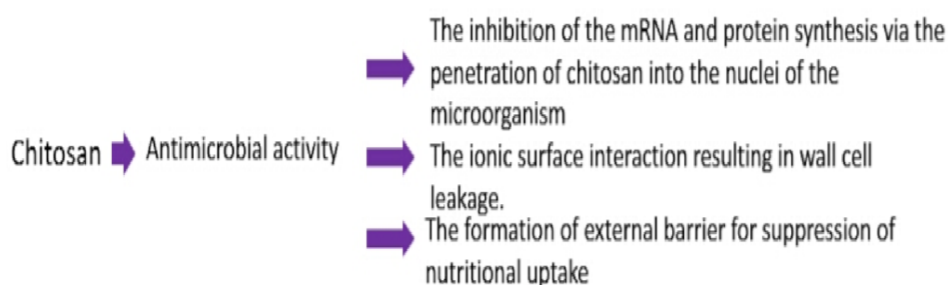 Chitosan
Antimicrobial activity
The inhibition of the mRNA and protein synthesis via the
penetration of chitosan into the nuclei of the
microorganism
The ionic surface interaction resulting in wall cell
leakage.
The formation of external barrier for suppression of
nutritional uptake